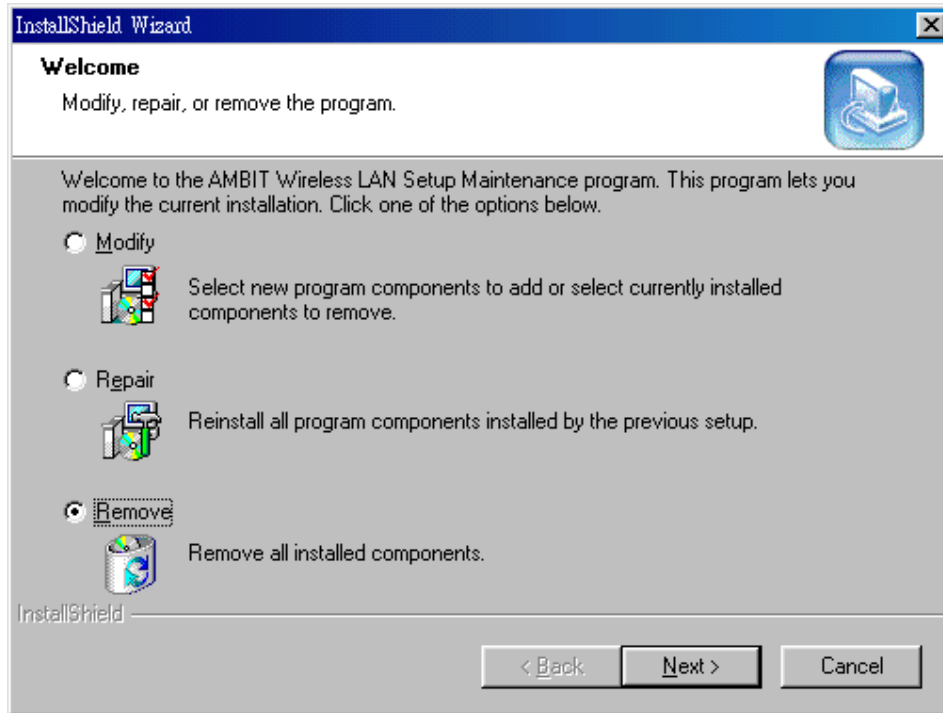 InstallShield Wizard
Welcome
Modify, repair, or remove the program.
Welcome to the AMBIT Wireless LAN Setup Maintenance program. This program lets you
modify the current installation. Click one of the options below.
Modify
Select new program components to add or select currently installed
components to remove.
Repair
Reinstall all program components installed by the previous setup.
Remove
Remove all installed components.
InstallShield
< Back
Next >
Cancel